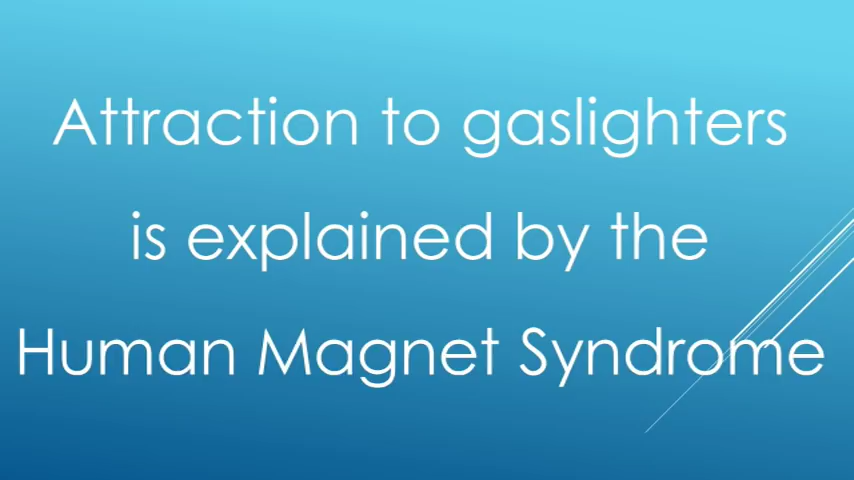 Attraction to gaslighters
is explained by the
Human Magnet Syndrome